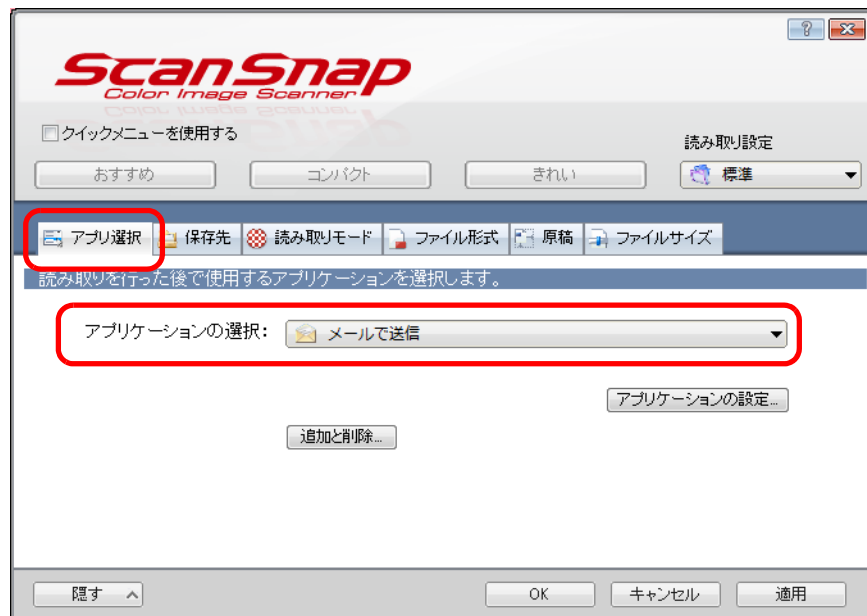 ScanSnap
Color Image Scanner
クイックメニューを使用する
読み取り設定
おすすめ コンパクト きれい 標準
アプリ選択 保存先 読み取りモード ファイル形式 原稿 ファイルサイズ
読み取りを行った後で使用するアプリケーションを選択します。
アプリケーションの選択: メールで送信
アプリケーションの設定...
追加と削除...
隠す OK キャンセル 適用